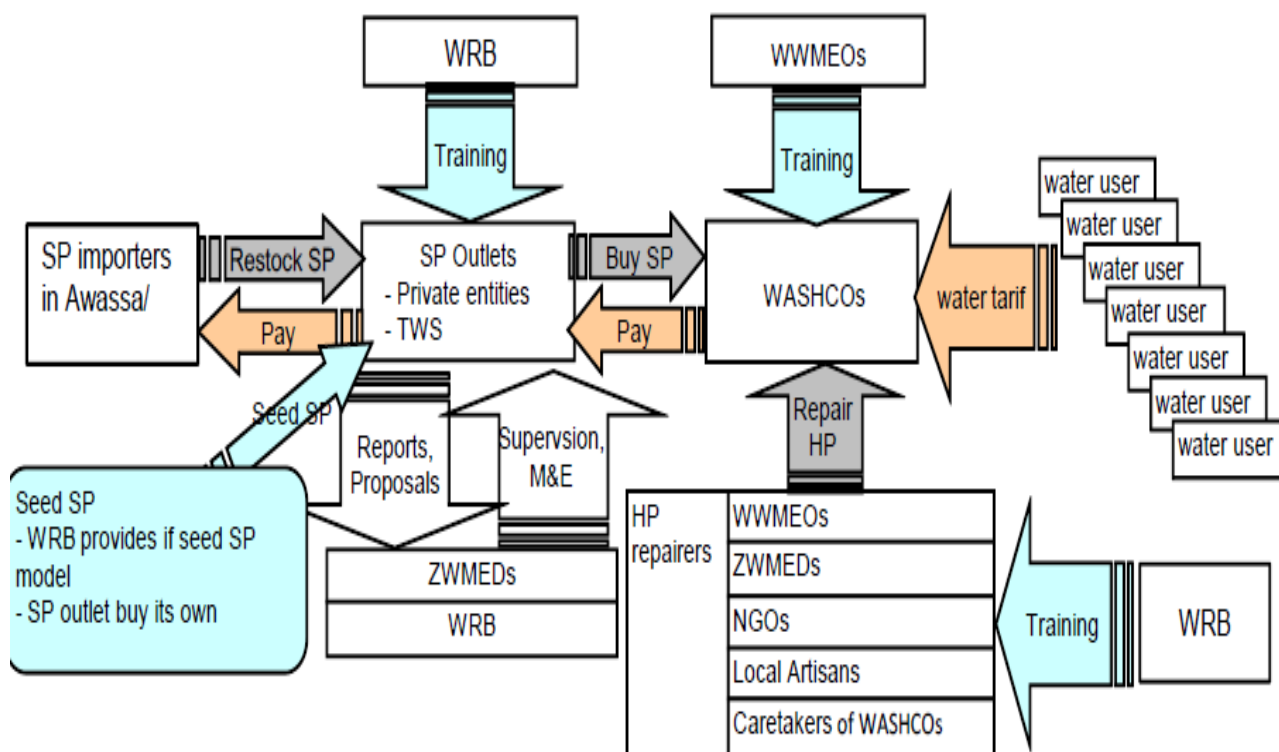 WRB
WWMEOs
Training
Training
water user
water user
water user
water user
water user
water user
water user
SP importers
in Awassa/
Restock SP
Pay
SP Outlets
- Private entities
- TWS
Buy SP
Pay
WASHCOs
water tarif
Seed SP
Reports,
Proposals
Supervsion,
M&E
Repair
HP
Seed SP
- WRB provides if seed SP
model
- SP outlet buy its own
ZWMEDs
WRB
HP
repairers
WWMEOs
ZWMEDs
NGOs
Local Artisans
Caretakers of WASHCOs
Training
WRB